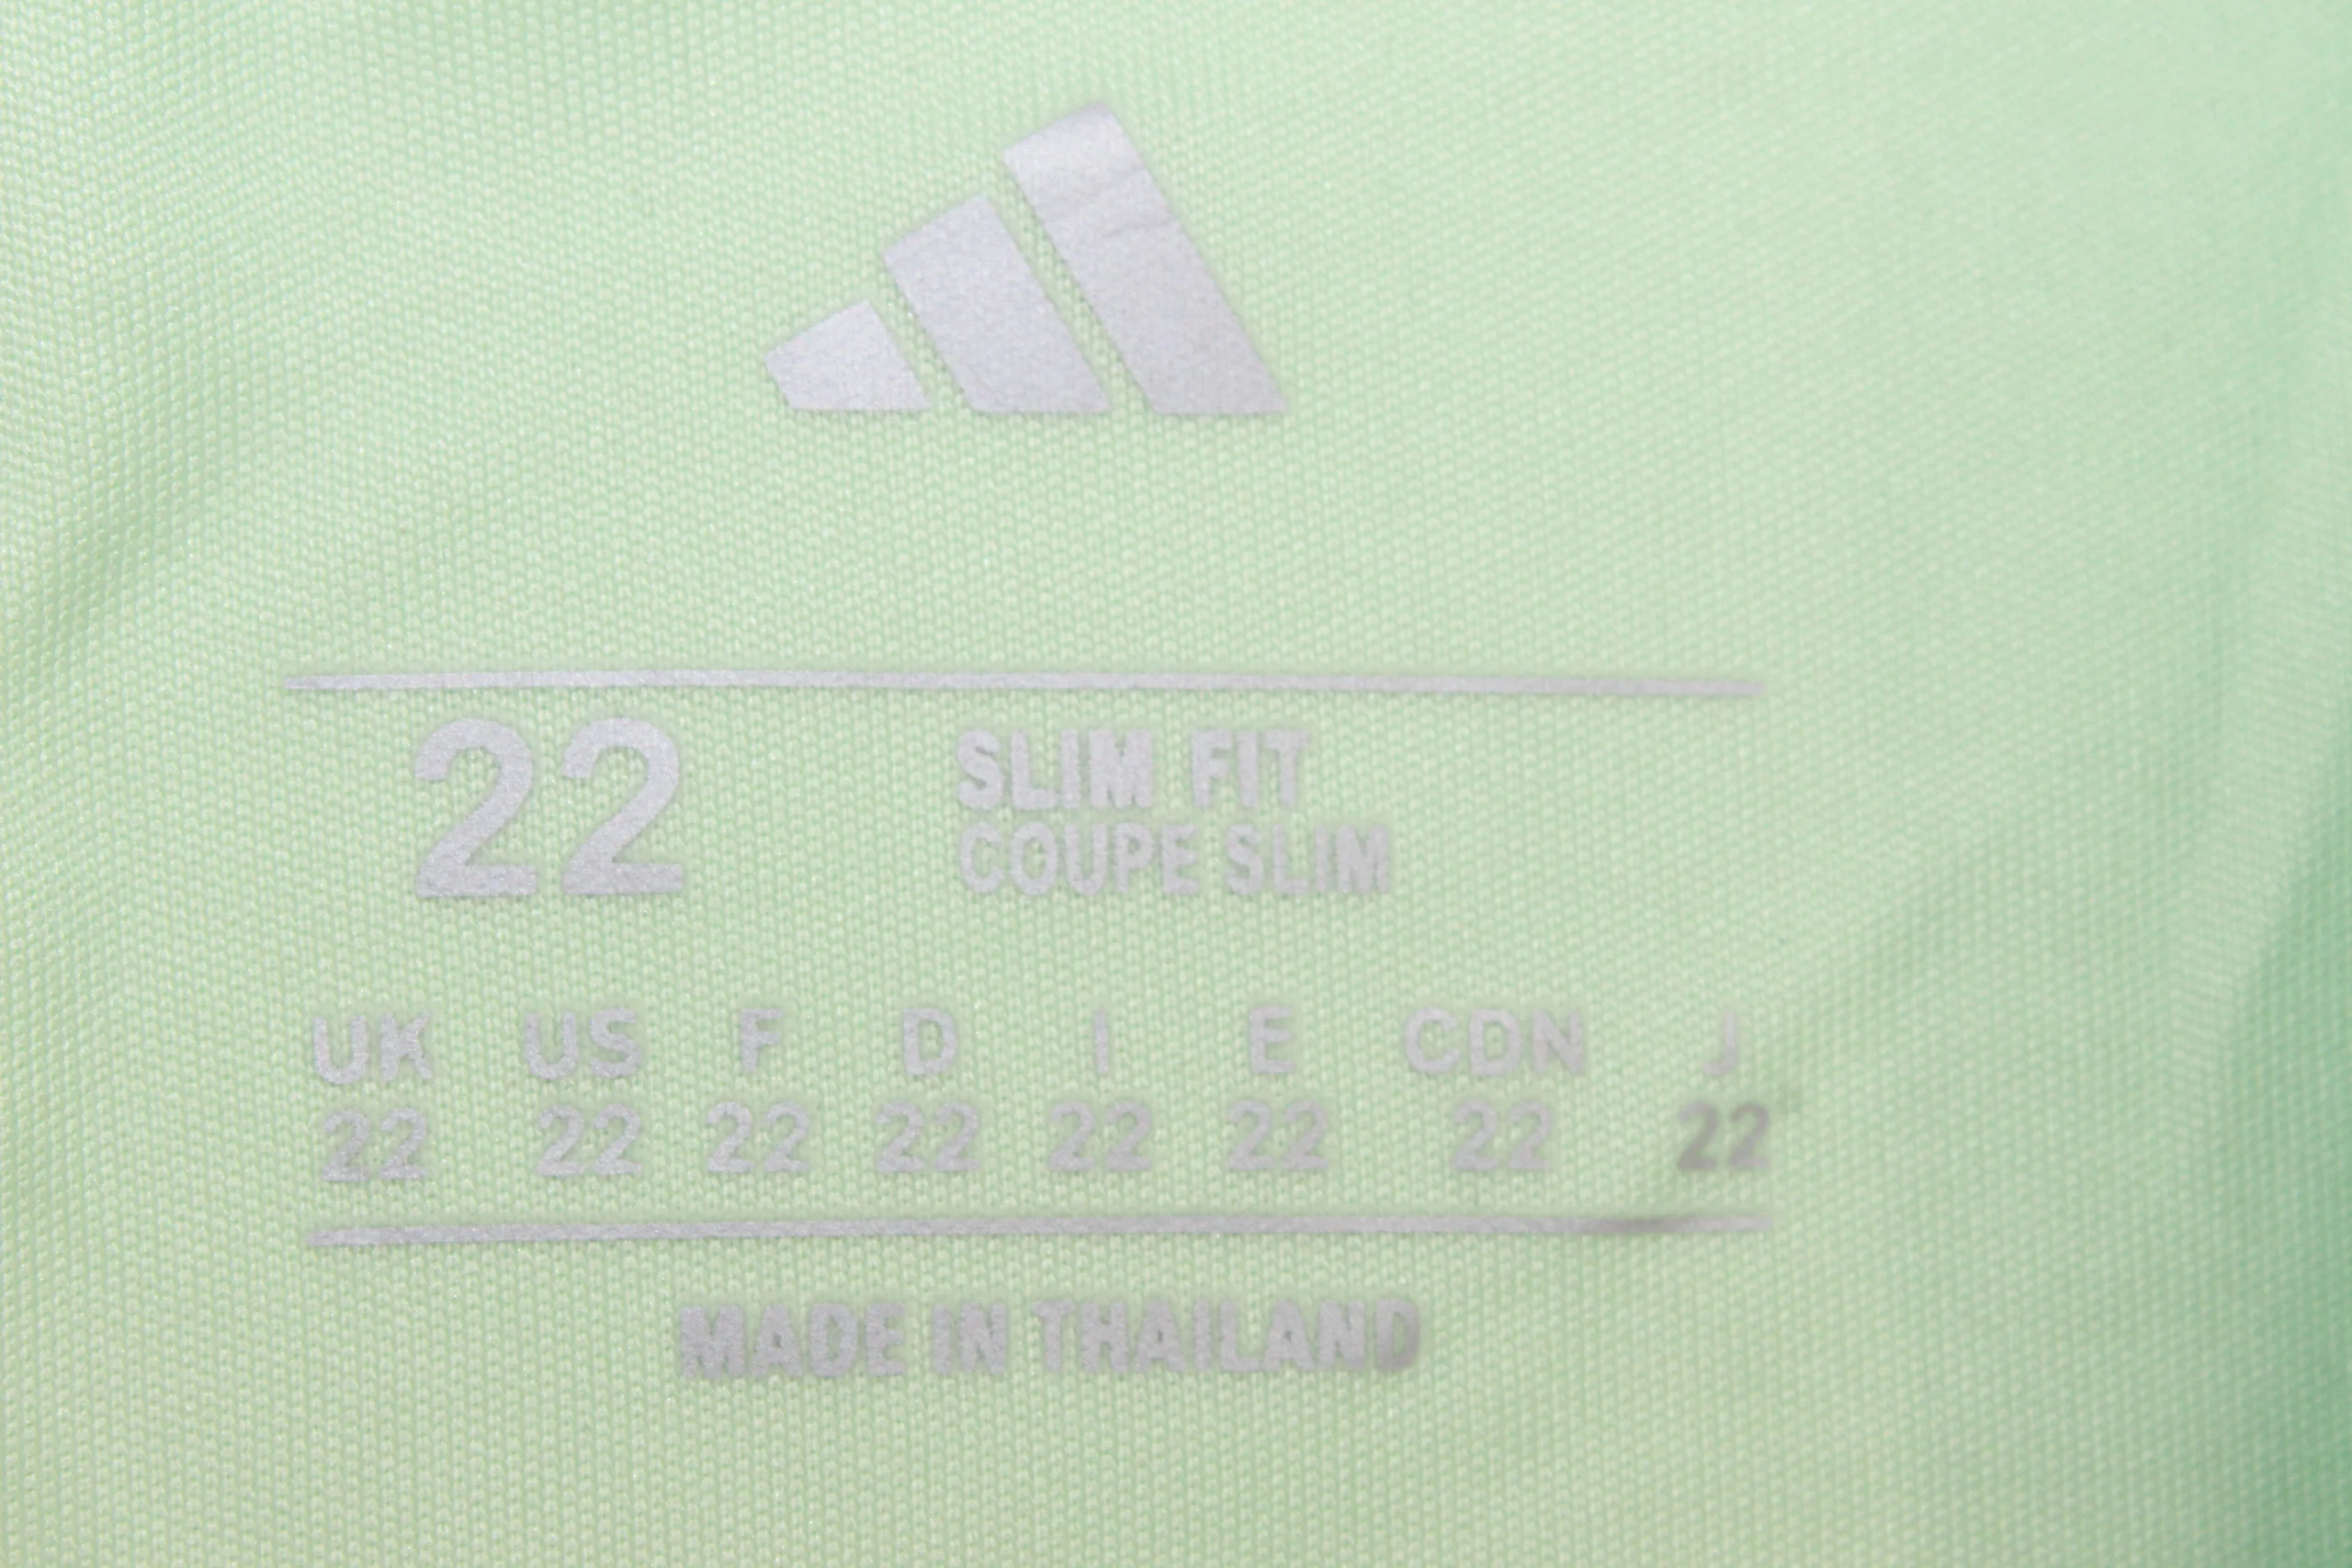 22
SLIM FIT
COUPE SLIM
UK US F D I E CDN J
22 22 22 22 22 22 22 22
MADE IN THAILAND